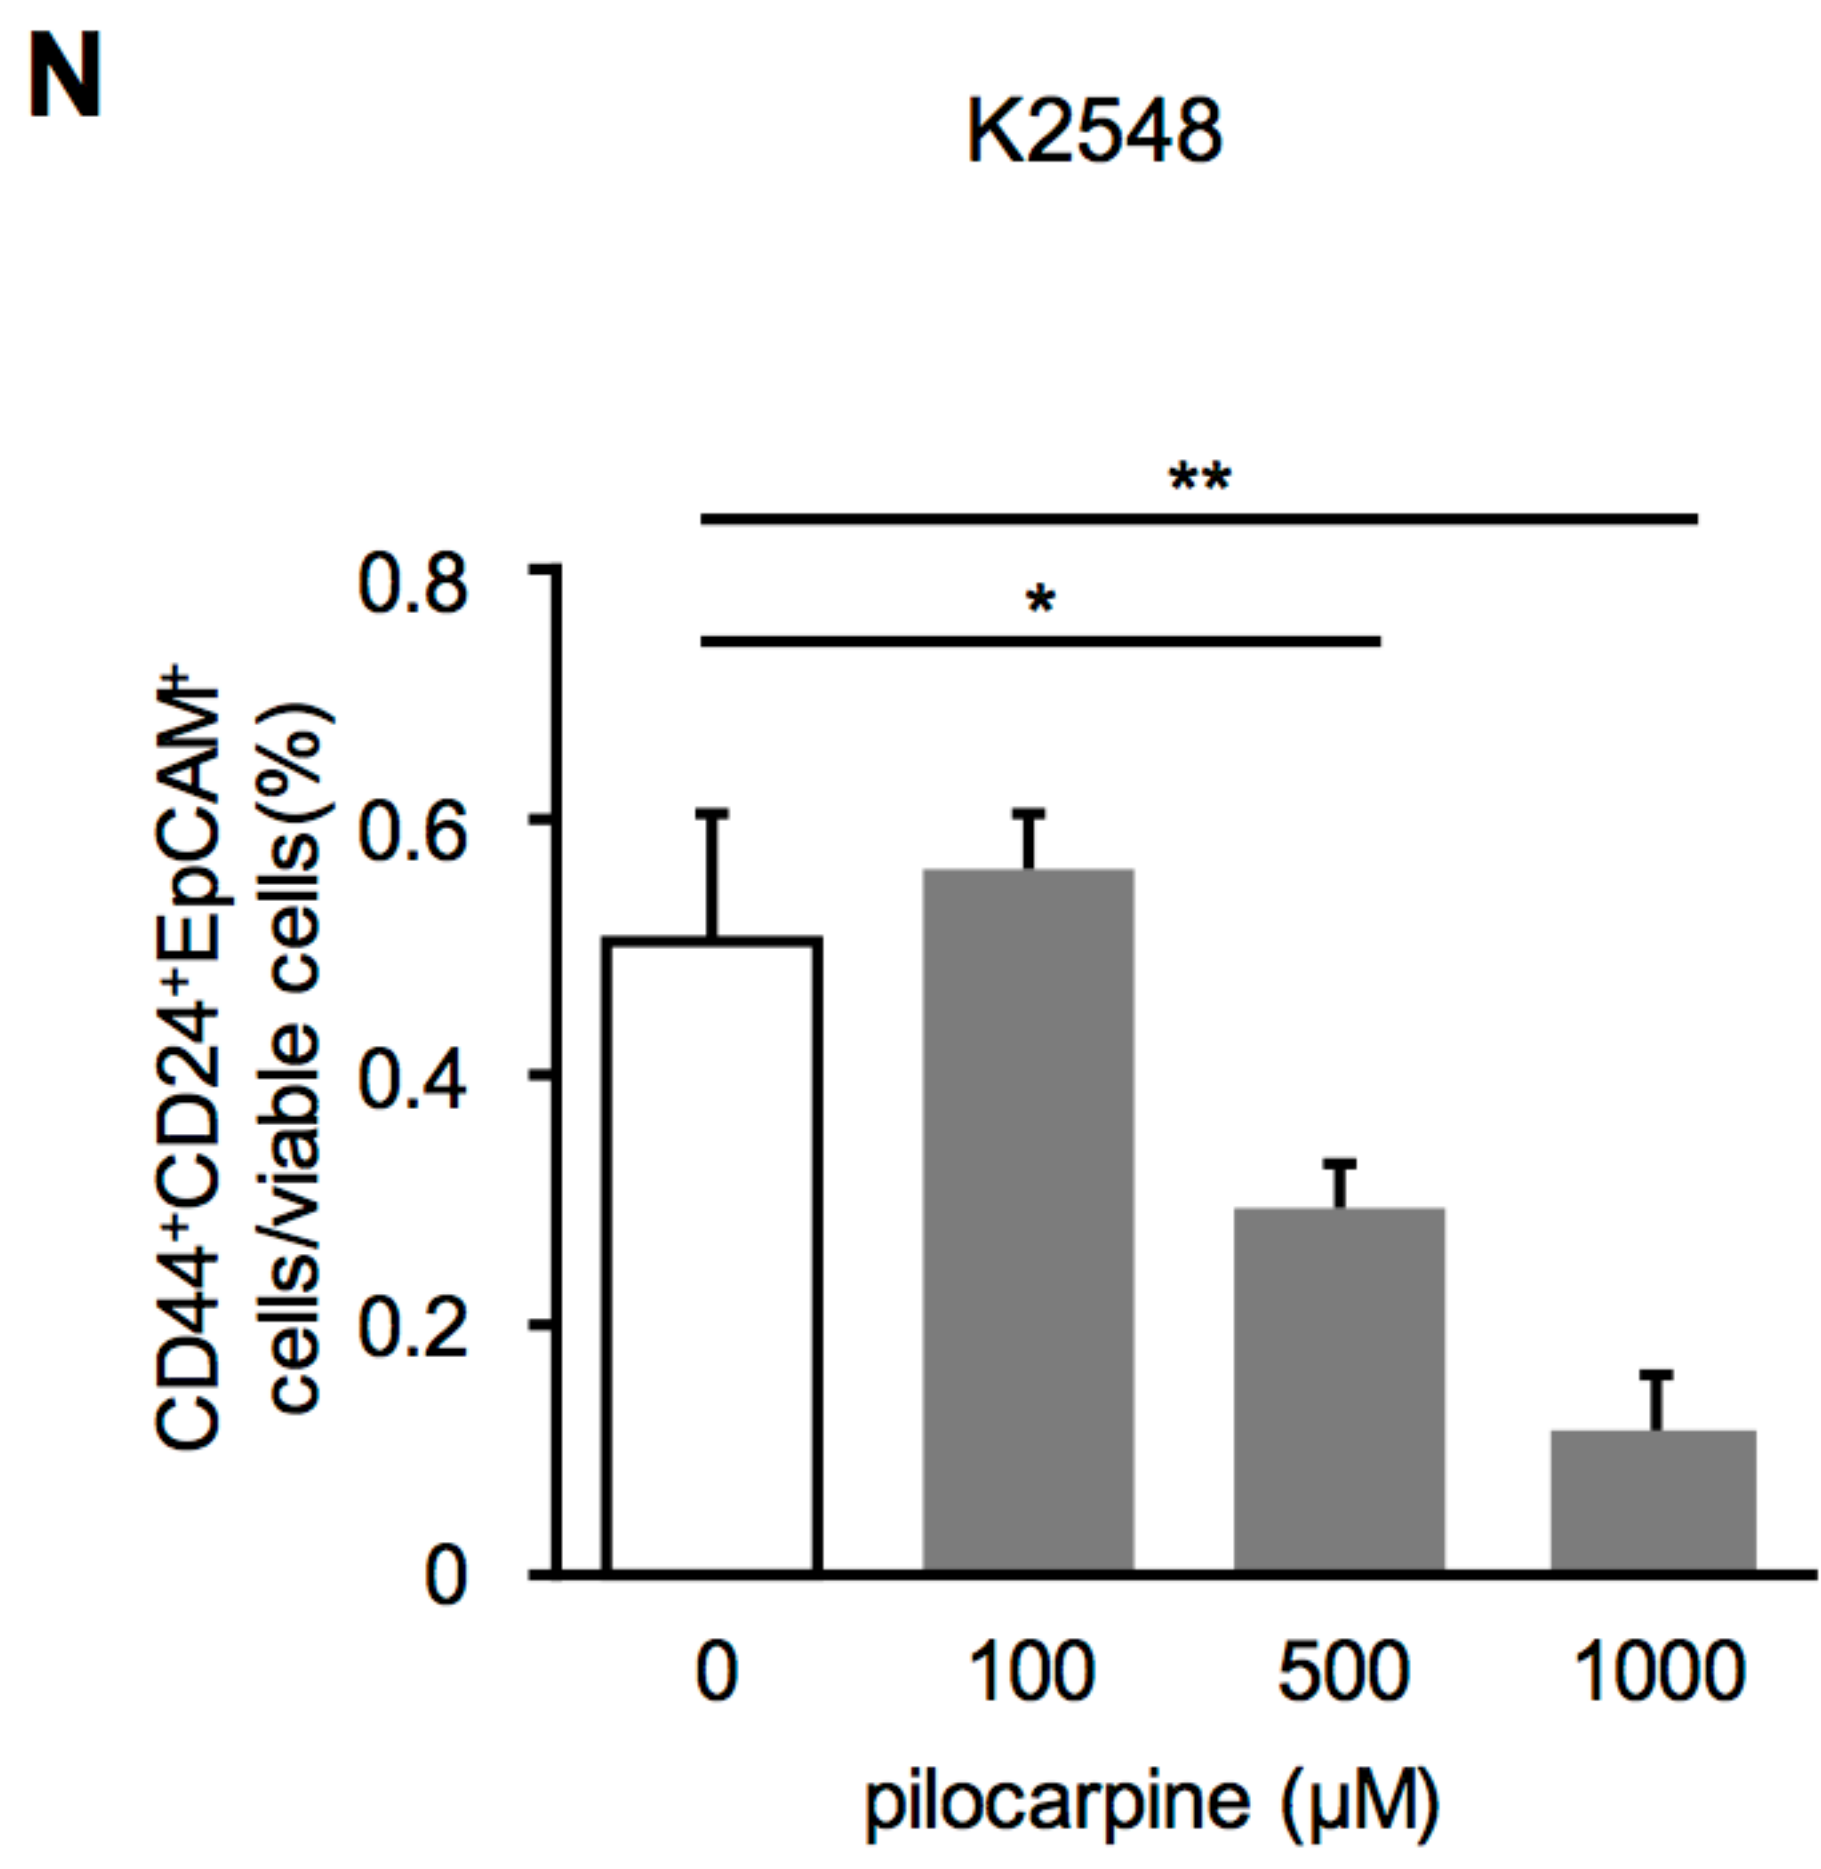 N
K2548
**
*
0.8
0.6
0.4
0.2
0
CD44⁺CD24⁺EpCAM⁺
cells/viable cells(%)
0 100 500 1000
pilocarpine (µM)